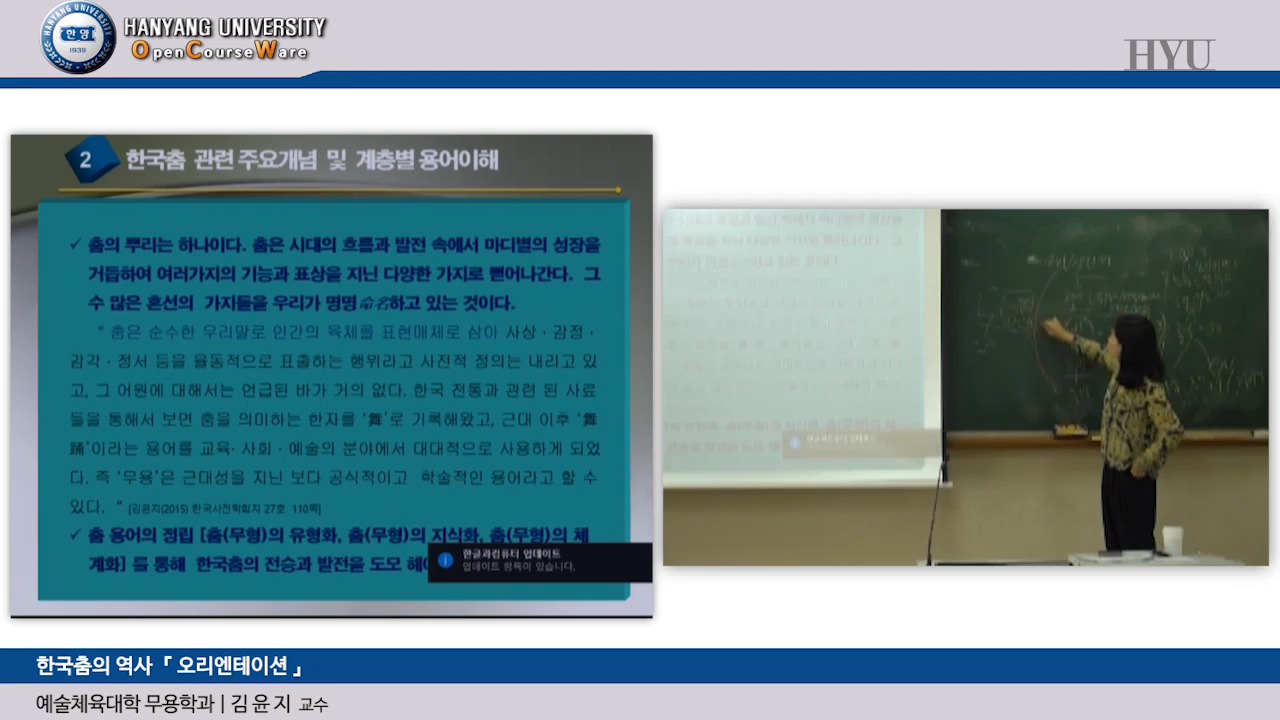 HANYANG UNIVERSITY
OpenCourseWare
한양
1939
HYU
2
한국춤 관련 주요개념 및 계층별 용어이해
✓ 춤의 뿌리는 하나이다. 춤은 시대의 흐름과 발전 속에서 마디별의 성장을
거듭하여 여러가지의 기능과 표상을 지닌 다양한 가지로 뻗어나간다. 그
수 많은 혼선의 가지들을 우리가 명명命名하고 있는 것이다.
" 춤은 순수한 우리말로 인간의 육체를 표현매체로 삼아 사상 · 감정 ·
감각 · 정서 등을 율동적으로 표출하는 행위라고 사전적 정의는 내리고 있
고, 그 어원에 대해서는 언급된 바가 거의 없다. 한국 전통과 관련 된 사료
들을 통해서 보면 춤을 의미하는 한자를 '舞'로 기록해왔고, 근대 이후 '舞
踊'이라는 용어를 교육· 사회 · 예술의 분야에서 대대적으로 사용하게 되었
다. 즉 '무용'은 근대성을 지닌 보다 공식적이고 학술적인 용어라고 할 수
있다. " [김윤지(2015) 한국사전학회지 27호 110쪽]
✓ 춤 용어의 정립 [춤(무형)의 유형화, 춤(무형)의 지식화, 춤(무형)의 체
계화] 를 통해 한국춤의 전승과 발전을 도모 해야
한글과컴퓨터 업데이트
업데이트 항목이 있습니다.
한국춤의 역사 「 오리엔테이션 」
예술체육대학 무용학과 | 김 윤 지 교수